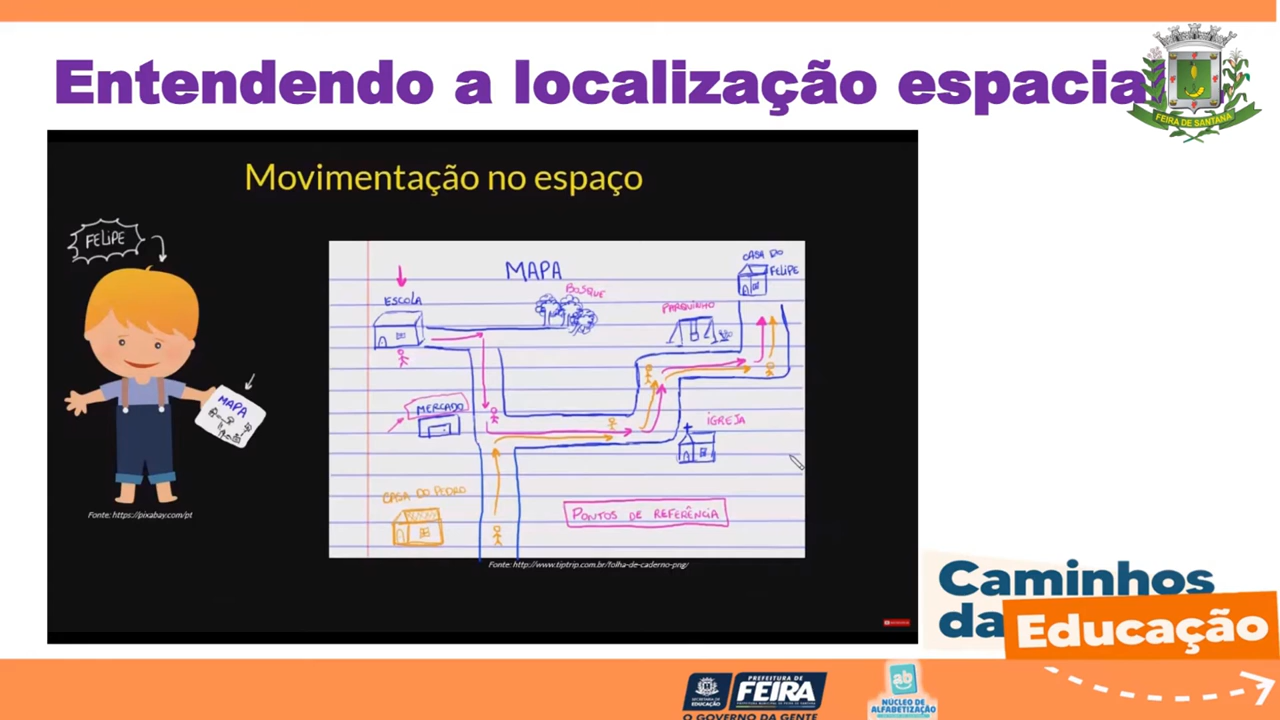 Entendendo a localização espacia
FEIRA DE SANTANA
Movimentação no espaço
FELIPE
MAPA
MAPA
ESCOLA
BOSQUE
CASA DO
FELIPE
PARQUINHO
MERCADO
IGREJA
CASA DO PEDRO
PONTOS DE REFERÊNCIA
Fonte: https://pixabay.com/pt
Fonte: http://www.tiptrip.com.br/folha-de-caderno-png/
Caminhos
da Educação
SECRETARIA DE
EDUCAÇÃO
PREFEITURA DE
FEIRA
O GOVERNO DA GENTE
ab
NÚCLEO DE
ALFABETIZAÇÃO